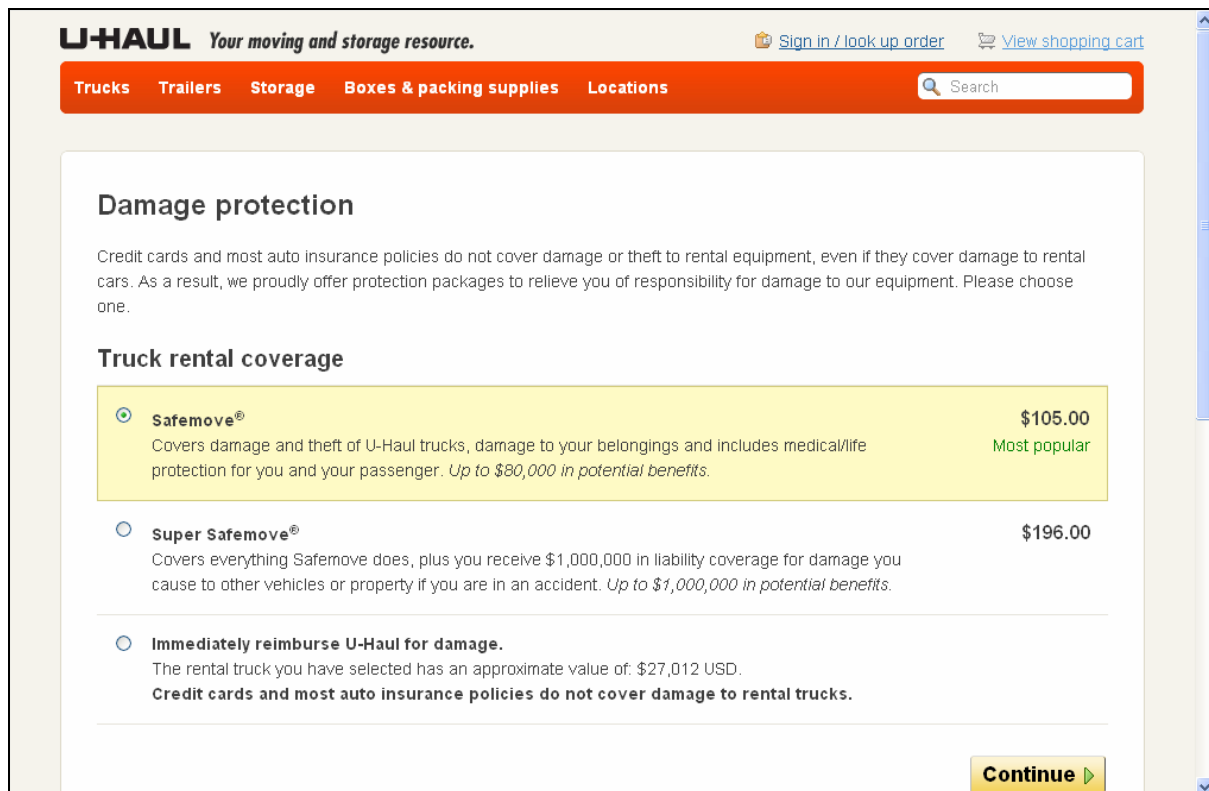 U-HAUL Your moving and storage resource.
Sign in / look up order View shopping cart
Trucks Trailers Storage Boxes & packing supplies Locations Search
Damage protection
Credit cards and most auto insurance policies do not cover damage or theft to rental equipment, even if they cover damage to rental
cars. As a result, we proudly offer protection packages to relieve you of responsibility for damage to our equipment. Please choose
one.
Truck rental coverage
Safemove® $105.00
Covers damage and theft of U-Haul trucks, damage to your belongings and includes medical/life Most popular
protection for you and your passenger. Up to $80,000 in potential benefits.
Super Safemove® $196.00
Covers everything Safemove does, plus you receive $1,000,000 in liability coverage for damage you
cause to other vehicles or property if you are in an accident. Up to $1,000,000 in potential benefits.
Immediately reimburse U-Haul for damage.
The rental truck you have selected has an approximate value of: $27,012 USD.
Credit cards and most auto insurance policies do not cover damage to rental trucks.
Continue